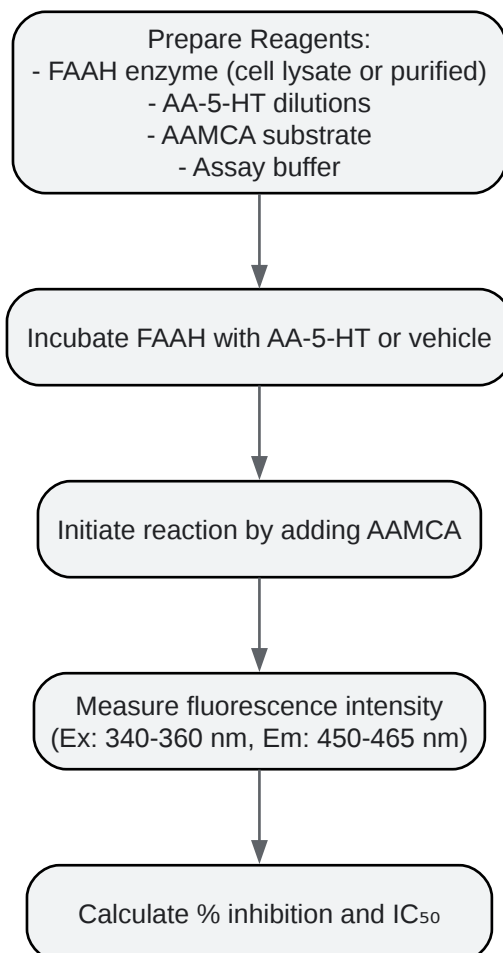 Prepare Reagents:
- FAAH enzyme (cell lysate or purified)
- AA-5-HT dilutions
- AAMCA substrate
- Assay buffer
Incubate FAAH with AA-5-HT or vehicle
Initiate reaction by adding AAMCA
Measure fluorescence intensity
(Ex: 340-360 nm, Em: 450-465 nm)
Calculate % inhibition and IC₅₀